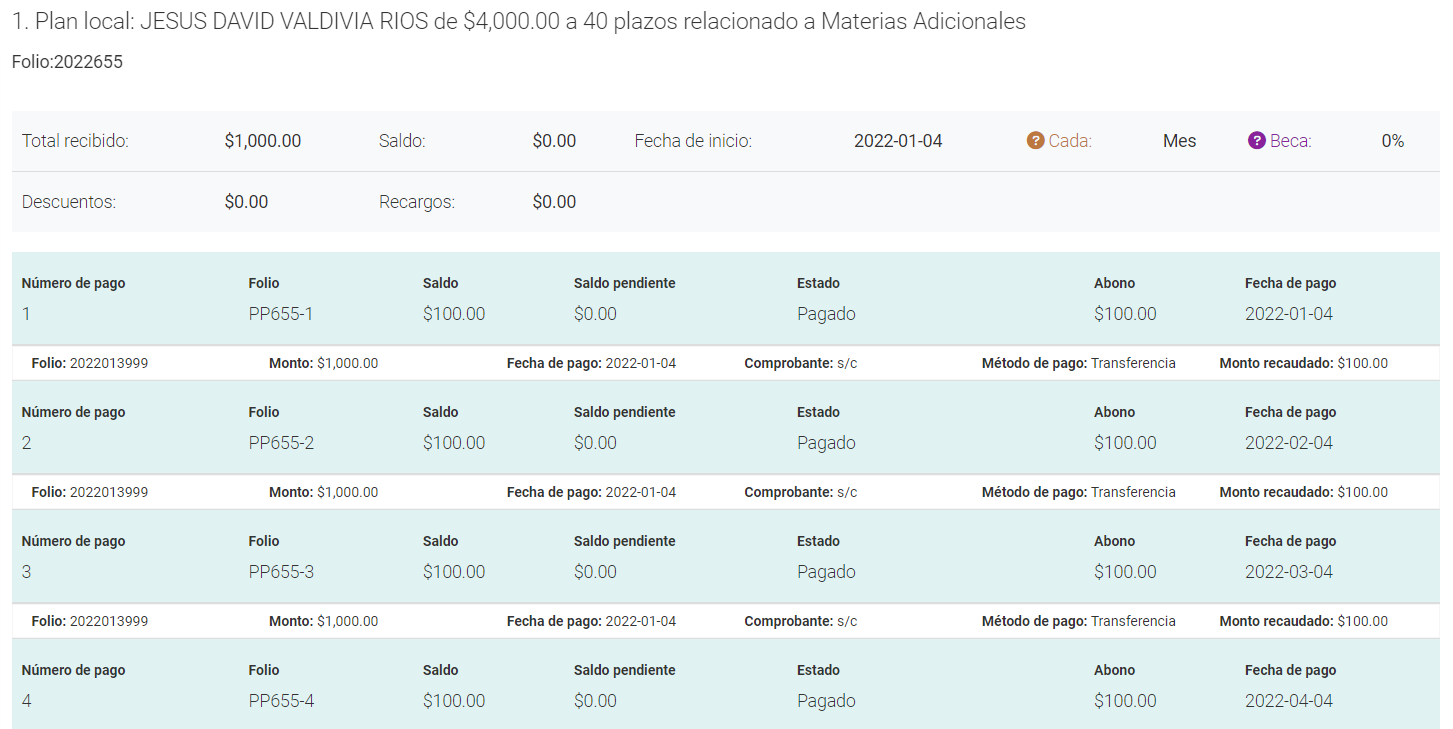 1. Plan local: JESUS DAVID VALDIVIA RIOS de $4,000.00 a 40 plazos relacionado a Materias Adicionales
Folio:2022655
Total recibido: $1,000.00 Saldo: $0.00 Fecha de inicio: 2022-01-04 ? Cada: Mes ? Beca: 0%
Descuentos: $0.00 Recargos: $0.00
Número de pago Folio Saldo Saldo pendiente Estado Abono Fecha de pago
1 PP655-1 $100.00 $0.00 Pagado $100.00 2022-01-04
Folio: 2022013999 Monto: $1,000.00 Fecha de pago: 2022-01-04 Comprobante: s/c Método de pago: Transferencia Monto recaudado: $100.00
Número de pago Folio Saldo Saldo pendiente Estado Abono Fecha de pago
2 PP655-2 $100.00 $0.00 Pagado $100.00 2022-02-04
Folio: 2022013999 Monto: $1,000.00 Fecha de pago: 2022-01-04 Comprobante: s/c Método de pago: Transferencia Monto recaudado: $100.00
Número de pago Folio Saldo Saldo pendiente Estado Abono Fecha de pago
3 PP655-3 $100.00 $0.00 Pagado $100.00 2022-03-04
Folio: 2022013999 Monto: $1,000.00 Fecha de pago: 2022-01-04 Comprobante: s/c Método de pago: Transferencia Monto recaudado: $100.00
Número de pago Folio Saldo Saldo pendiente Estado Abono Fecha de pago
4 PP655-4 $100.00 $0.00 Pagado $100.00 2022-04-04